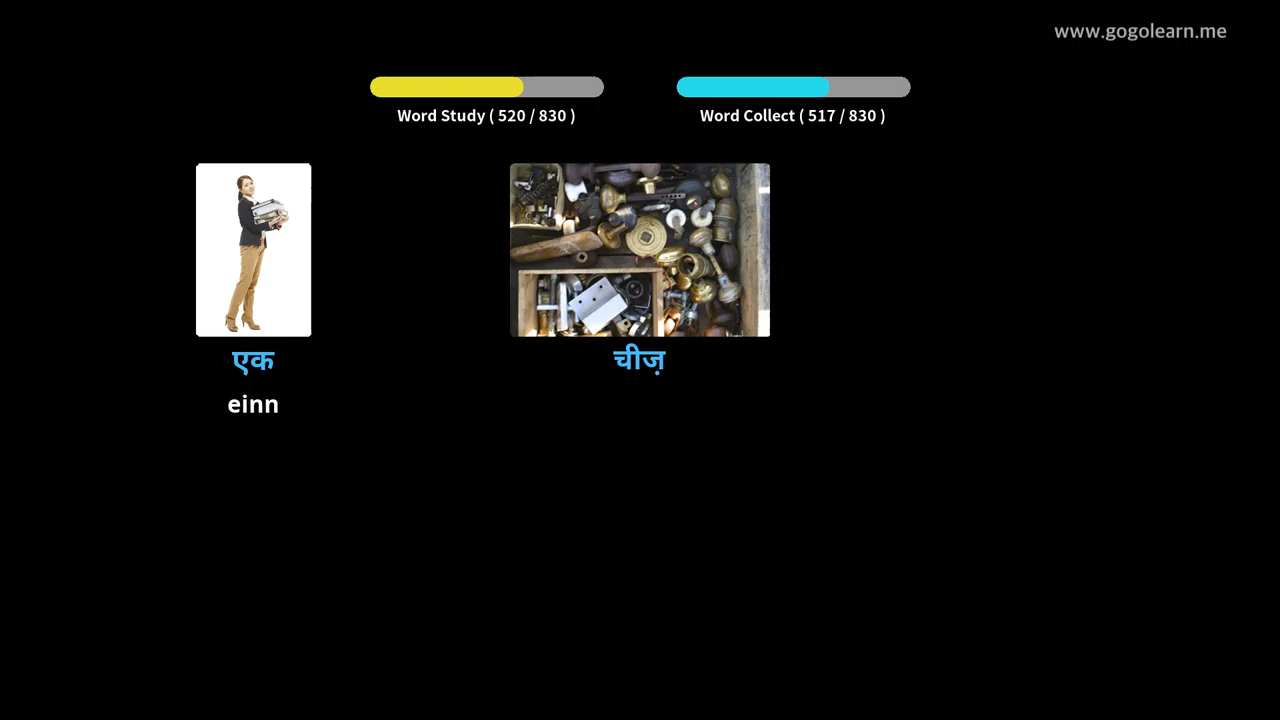 www.gogolearn.me
Word Study ( 520 / 830 )
Word Collect ( 517 / 830 )
एक
चीज़
einn